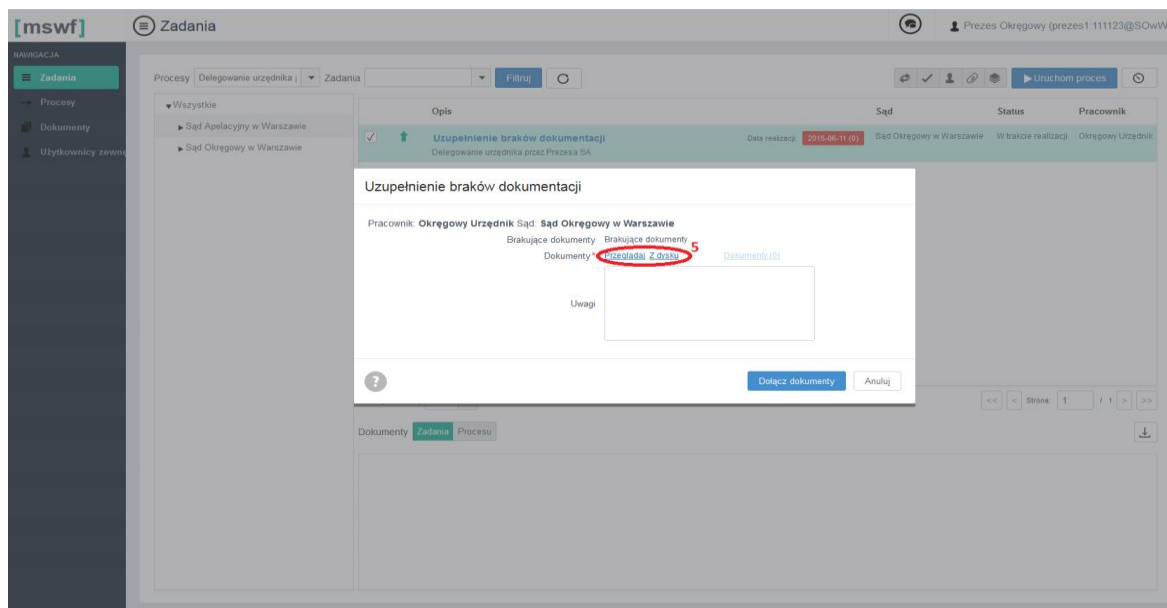 [mswf]
Zadania
Prezes Okręgowy (prezes1.111123@SOwW
NAWIGACJA
Zadania
Procesy
Dokumenty
Użytkownicy zewnę
Procesy Delegowanie urzędnika Zadania Filtruj Uruchom proces
Wszystkie
Sąd Apelacyjny w Warszawie
Sąd Okręgowy w Warszawie
Opis Sąd Status Pracownik
Uzupełnienie braków dokumentacji Data realizacji 2015-06-11 (0) Sąd Okręgowy w Warszawie W trakcie realizacji Okręgowy Urzędnik
Delegowanie urzędnika przez Prezesa SA
Uzupełnienie braków dokumentacji
Pracownik: Okręgowy Urzędnik Sąd: Sąd Okręgowy w Warszawie
Brakujące dokumenty Brakujące dokumenty
Dokumenty* Przeglądaj Z dysku 5 Dokumenty (0)
Uwagi
? Dołącz dokumenty Anuluj
<< < Strona: 1 / 1 > >>
Dokumenty Zadania Procesu